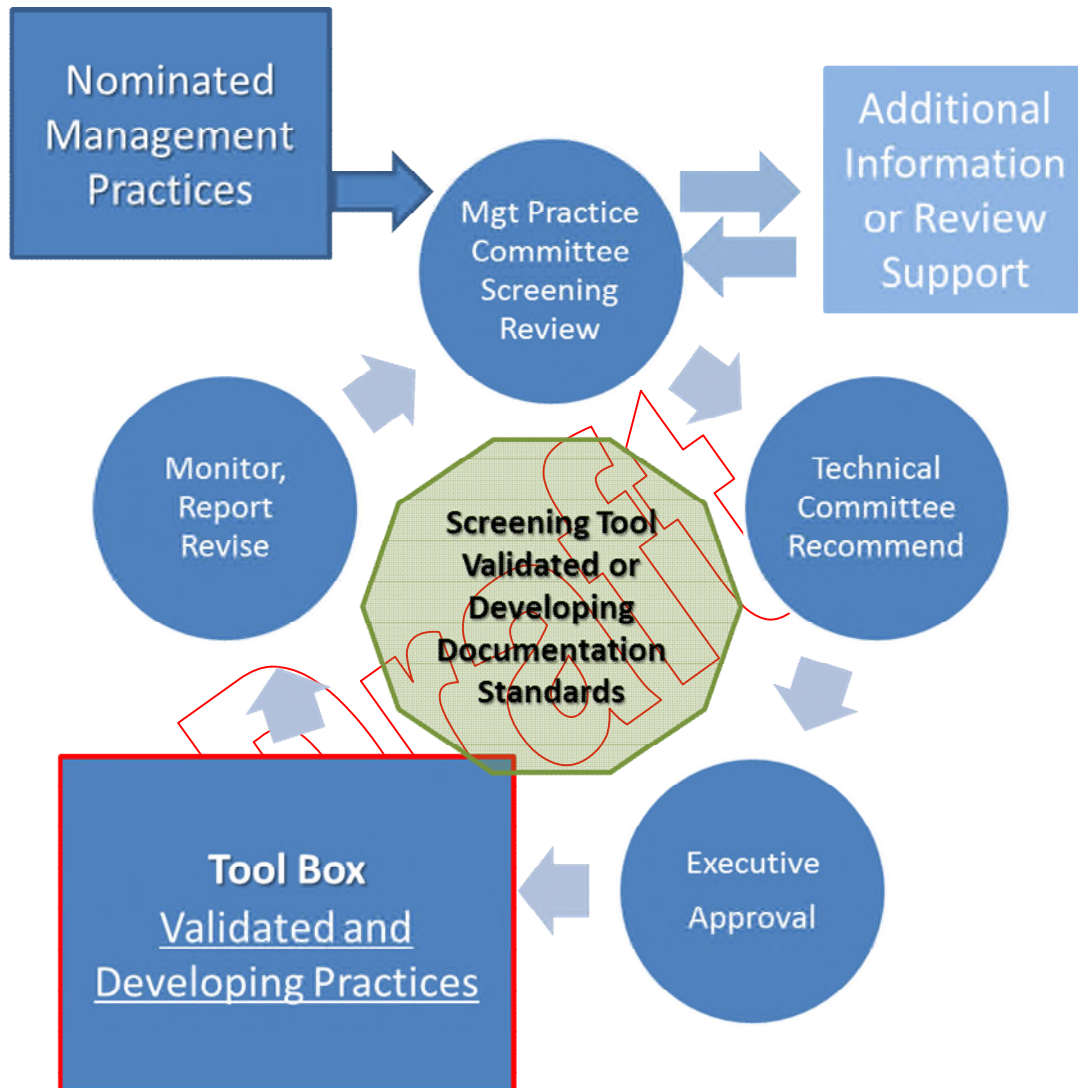 Nominated
Management
Practices
Additional
Information
or Review
Support
Mgt Practice
Committee
Screening
Review
Technical
Committee
Recommend
Executive
Approval
Tool Box
Validated and
Developing Practices
Monitor,
Report
Revise
Screening Tool
Validated or
Developing
Documentation
Standards
Draft